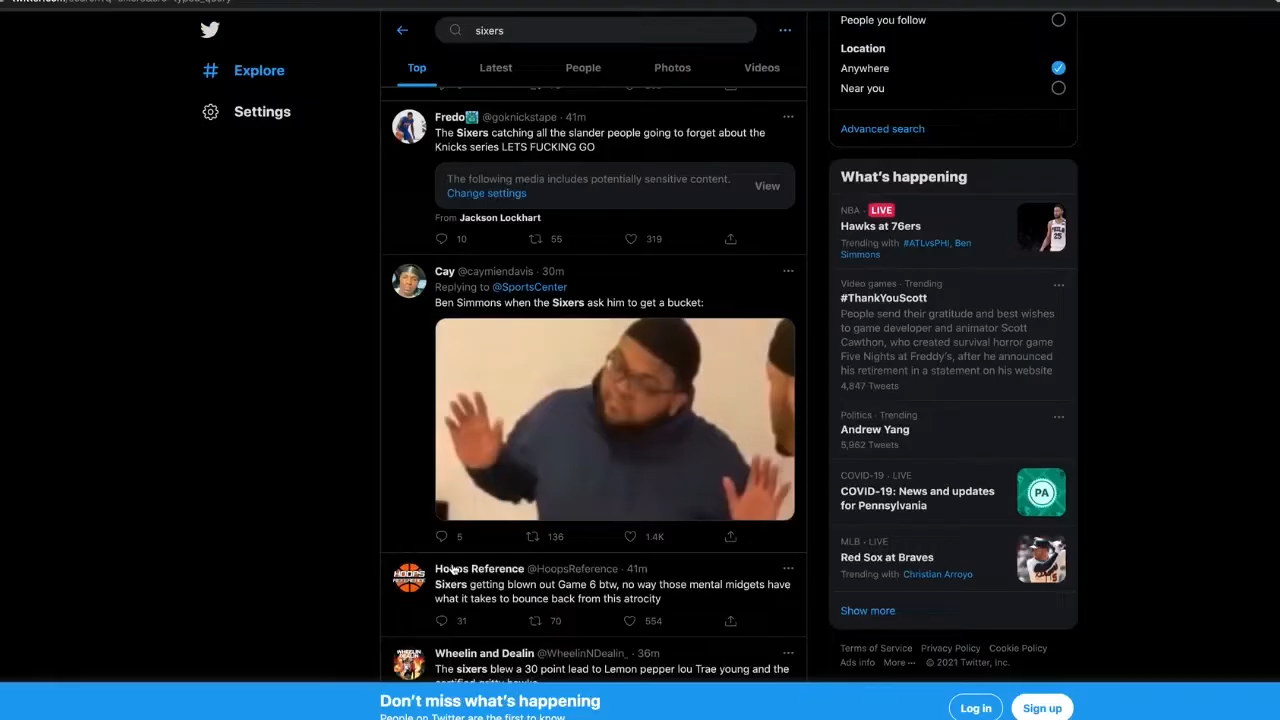 sixers
Explore
Settings
Top
Latest
People
Photos
Videos
Fredo @goknickstape · 41m
The Sixers catching all the slander people going to forget about the
Knicks series LETS FUCKING GO
The following media includes potentially sensitive content.
Change settings
View
From Jackson Lockhart
10
55
319
Cay @caymiendavis · 30m
Replying to @SportsCenter
Ben Simmons when the Sixers ask him to get a bucket:
5
136
1.4K
Hoops Reference @HoopsReference · 41m
Sixers getting blown out Game 6 btw, no way those mental midgets have
what it takes to bounce back from this atrocity
31
70
554
Wheelin and Dealin @WheelinNDealin_ · 36m
The sixers blew a 30 point lead to Lemon pepper lou Trae young and the
People you follow
Location
Anywhere
Near you
Advanced search
What's happening
NBA · LIVE
Hawks at 76ers
Trending with #ATLvsPHI, Ben
Simmons
PHILA
25
Video games · Trending
#ThankYouScott
People send their gratitude and best wishes
to game developer and animator Scott
Cawthon, who created survival horror game
Five Nights at Freddy's, after he announced
his retirement in a statement on his website
4,847 Tweets
Politics · Trending
Andrew Yang
5,962 Tweets
COVID-19 · LIVE
COVID-19: News and updates
for Pennsylvania
PA
MLB · LIVE
Red Sox at Braves
Trending with Christian Arroyo
Show more
Terms of Service Privacy Policy Cookie Policy
Ads info More ··· © 2021 Twitter, Inc.
Don't miss what's happening
People on Twitter are the first to know.
Log in
Sign up